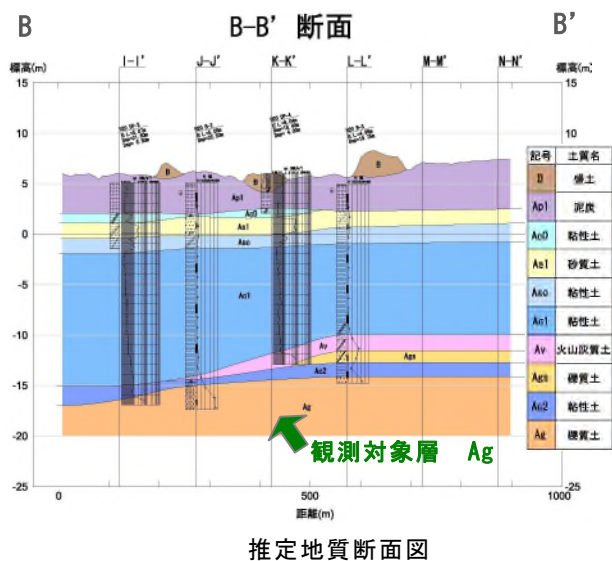 B
B-B' 断面
B'
I-I' J-J' K-K' L-L' M-M' N-N'
標高(m) 標高(m)
15 15
10 10
5 5
0 0
-5 -5
-10 -10
-15 -15
-20 -20
-25 -25
0 500 1000
距離(m)
D
B
D
Ap1
Ac0
As1
Aso
Ac1
Av
Ags
Ac2
Ag
観測対象層 Ag
記号 土質名
盛土
Ap1 泥炭
Ac0 粘性土
As1 砂質土
Aso 粘性土
Ac1 粘性土
Av 火山灰質土
Ags 礫質土
Ac2 粘性土
Ag 礫質土
推定地質断面図